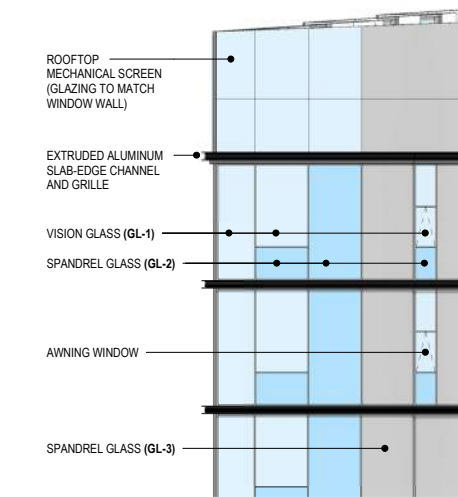 ROOFTOP
MECHANICAL SCREEN
(GLAZING TO MATCH
WINDOW WALL)
EXTRUDED ALUMINUM
SLAB-EDGE CHANNEL
AND GRILLE
VISION GLASS (GL-1)
SPANDREL GLASS (GL-2)
AWNING WINDOW
SPANDREL GLASS (GL-3)